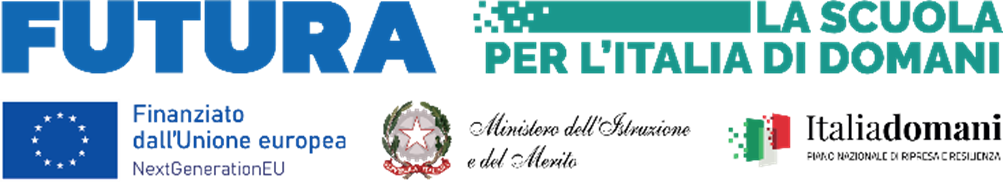 FUTURA
LA SCUOLA
PER L'ITALIA DI DOMANI
Finanziato
dall'Unione europea
NextGenerationEU
Ministero dell'Istruzione
e del Merito
Italiadomani
PIANO NAZIONALE DI RIPRESA E RESILIENZA